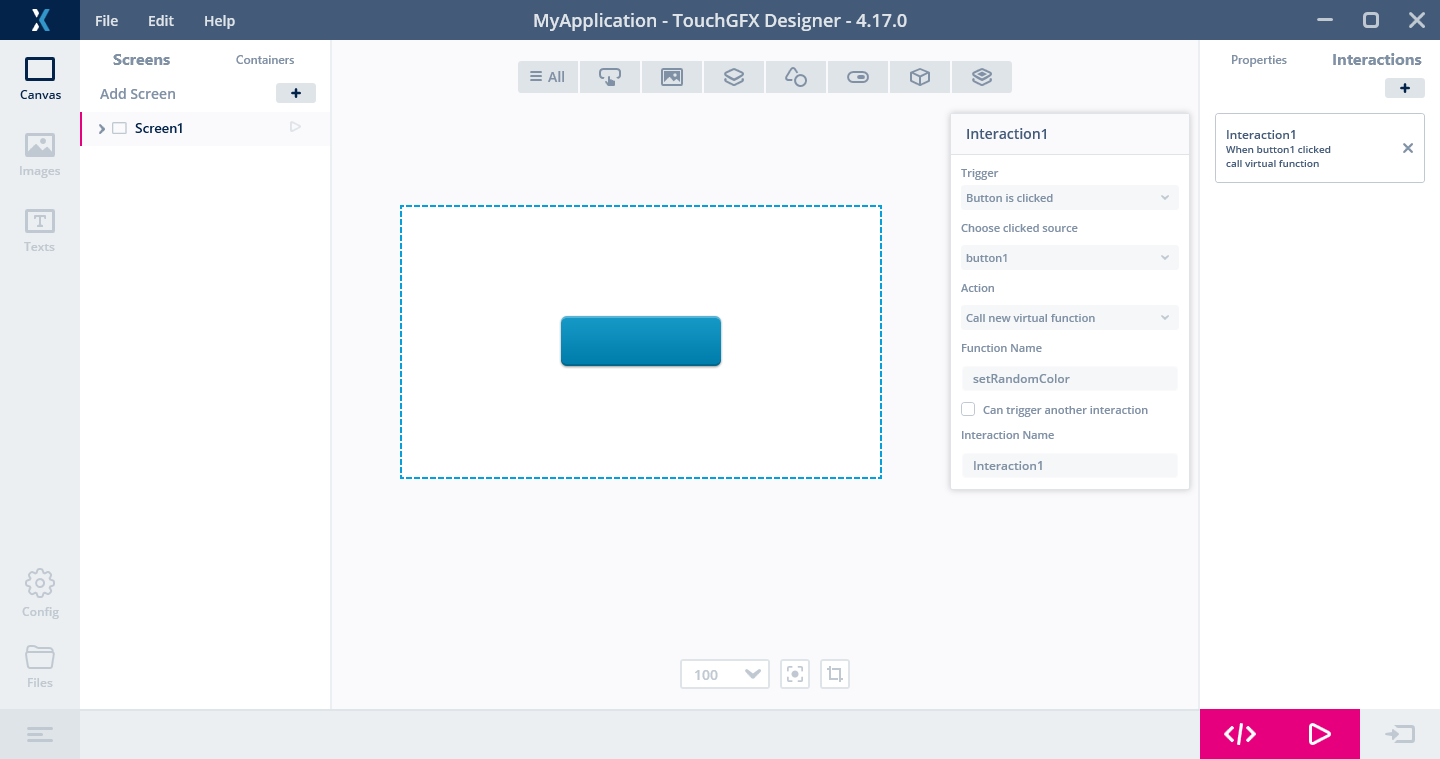 File
Edit
Help
MyApplication - TouchGFX Designer - 4.17.0
Canvas
Images
Texts
Config
Files
Screens
Containers
Add Screen
Screen1
All
100
Interaction1
Trigger
Button is clicked
Choose clicked source
button1
Action
Call new virtual function
Function Name
setRandomColor
Can trigger another interaction
Interaction Name
Interaction1
Properties
Interactions
Interaction1
When button1 clicked
call virtual function